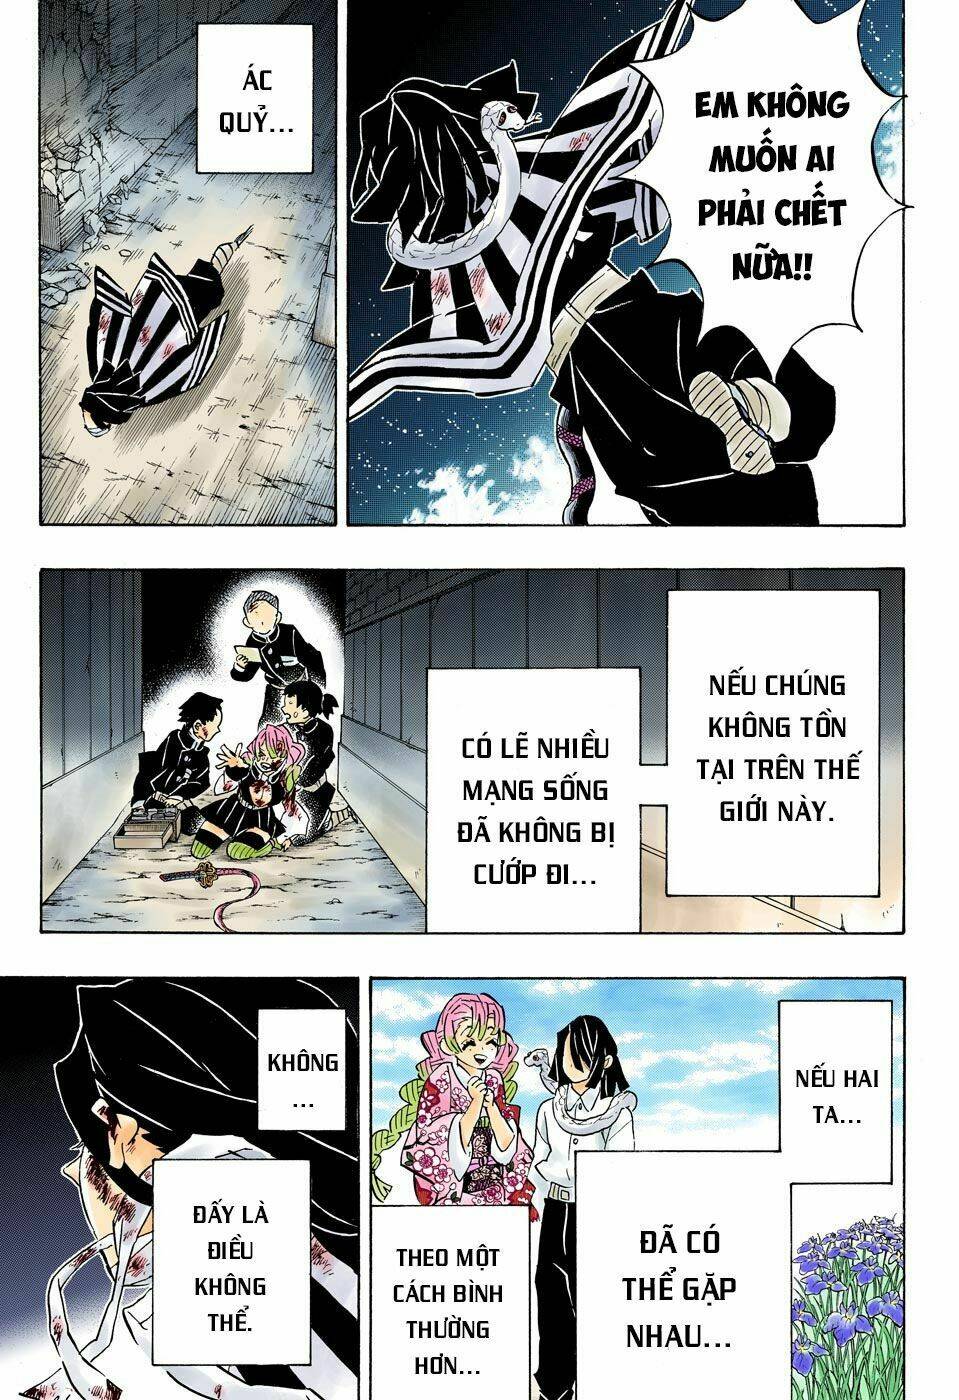 EM KHÔNG
MUỐN AI
PHẢI CHẾT
NỮA!!
ÁC
QUỶ...
NẾU CHÚNG
KHÔNG TỒN
TẠI TRÊN THẾ
GIỚI NÀY.
CÓ LẼ NHIỀU
MẠNG SỐNG
ĐÃ KHÔNG BỊ
CƯỚP ĐI...
NẾU HAI
TA...
ĐÃ CÓ
THỂ GẶP
NHAU...
THEO MỘT
CÁCH BÌNH
THƯỜNG
HƠN...
KHÔNG
...
ĐẤY LÀ
ĐIỀU
KHÔNG
THỂ.